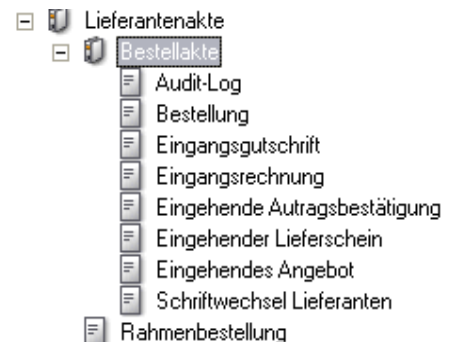 Lieferantenakte
Bestellakte
Audit-Log
Bestellung
Eingangsgutschrift
Eingangsrechnung
Eingehende Autragsbestätigung
Eingehender Lieferschein
Eingehendes Angebot
Schriftwechsel Lieferanten
Rahmenbestellung